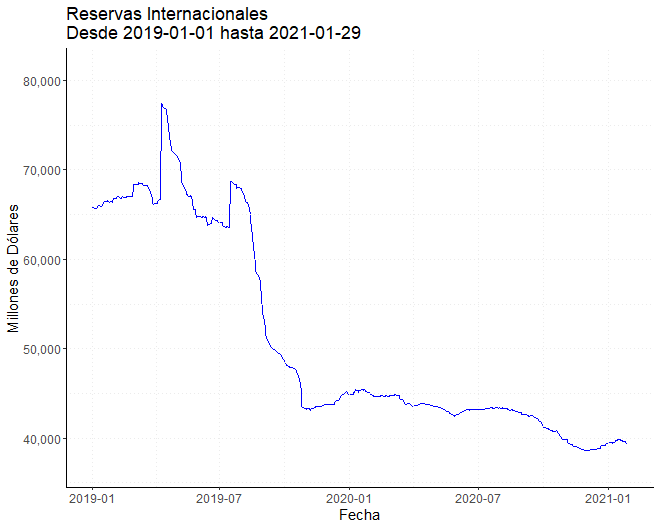 Reservas Internacionales
Desde 2019-01-01 hasta 2021-01-29
80,000
70,000
60,000
50,000
40,000
Millones de Dólares
2019-01
2019-07
2020-01
2020-07
2021-01
Fecha